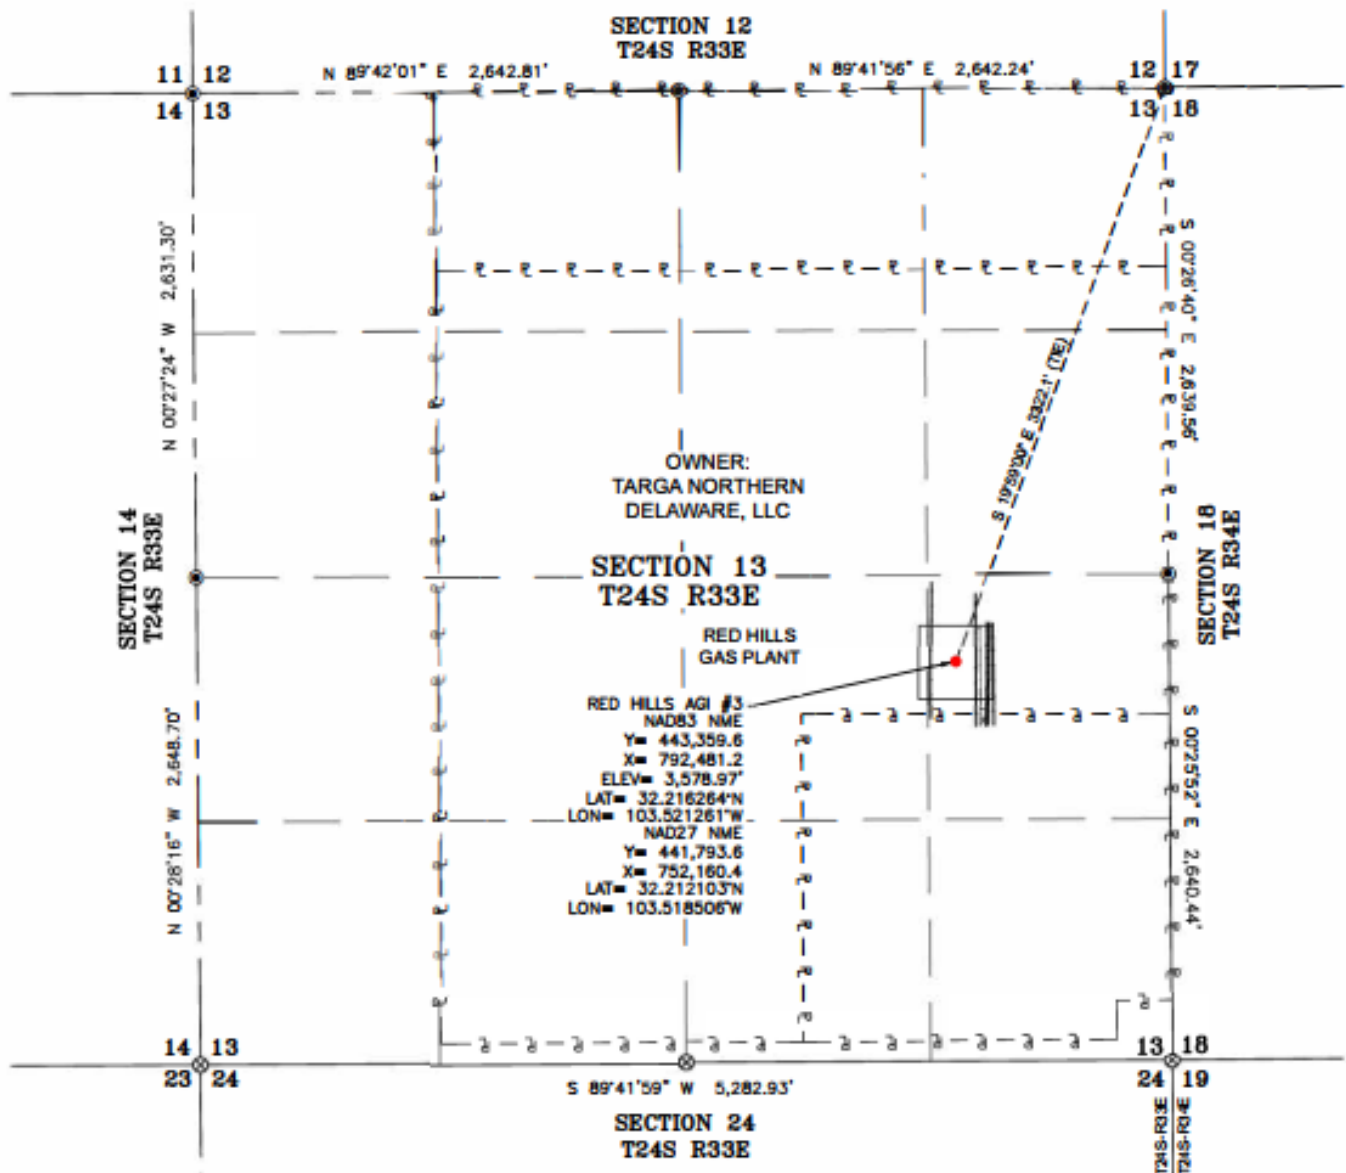 SECTION 12
T24S R33E
N 89°42'01" E 2,642.81'
N 89°41'56" E 2,642.24'
11 12
14 13
12 17
13 18
N 00°27'24" W 2,631.30'
S 00°26'40" E 2,639.56'
S 19°59'00" E 3322.1' (TIE)
OWNER:
TARGA NORTHERN
DELAWARE, LLC
SECTION 14
T24S R33E
SECTION 13
T24S R33E
SECTION 18
T24S R34E
RED HILLS
GAS PLANT
RED HILLS AGI #3
NAD83 NME
Y= 443,359.6
X= 792,481.2
ELEV= 3,578.97'
LAT= 32.216264°N
LON= 103.521261°W
NAD27 NME
Y= 441,793.6
X= 752,160.4
LAT= 32.212103°N
LON= 103.518506°W
N 00°28'16" W 2,648.70'
S 00°25'52" E 2,640.44'
14 13
23 24
13 18
24 19
S 89°41'59" W 5,282.93'
SECTION 24
T24S R33E
T24S-R33E
T24S-R34E